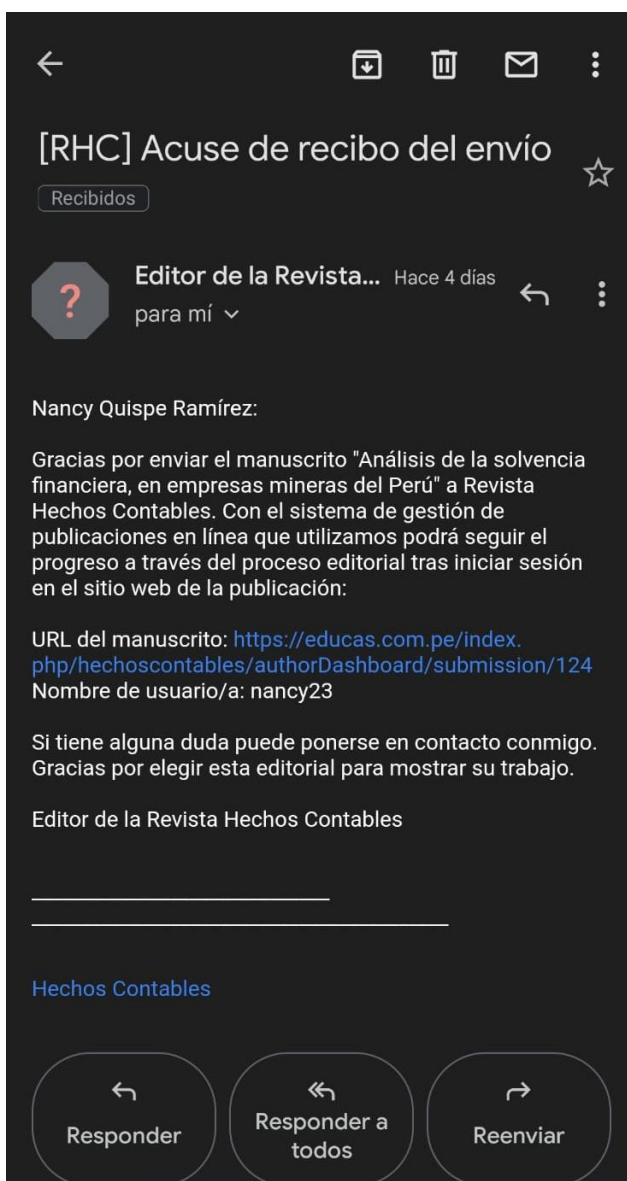 [RHC] Acuse de recibo del envío
Recibidos
?
Editor de la Revista... Hace 4 días
para mí
Nancy Quispe Ramírez:
Gracias por enviar el manuscrito "Análisis de la solvencia
financiera, en empresas mineras del Perú" a Revista
Hechos Contables. Con el sistema de gestión de
publicaciones en línea que utilizamos podrá seguir el
progreso a través del proceso editorial tras iniciar sesión
en el sitio web de la publicación:
URL del manuscrito: https://educas.com.pe/index.
php/hechoscontables/authorDashboard/submission/124
Nombre de usuario/a: nancy23
Si tiene alguna duda puede ponerse en contacto conmigo.
Gracias por elegir esta editorial para mostrar su trabajo.
Editor de la Revista Hechos Contables
Hechos Contables
Responder
Responder a
todos
Reenviar